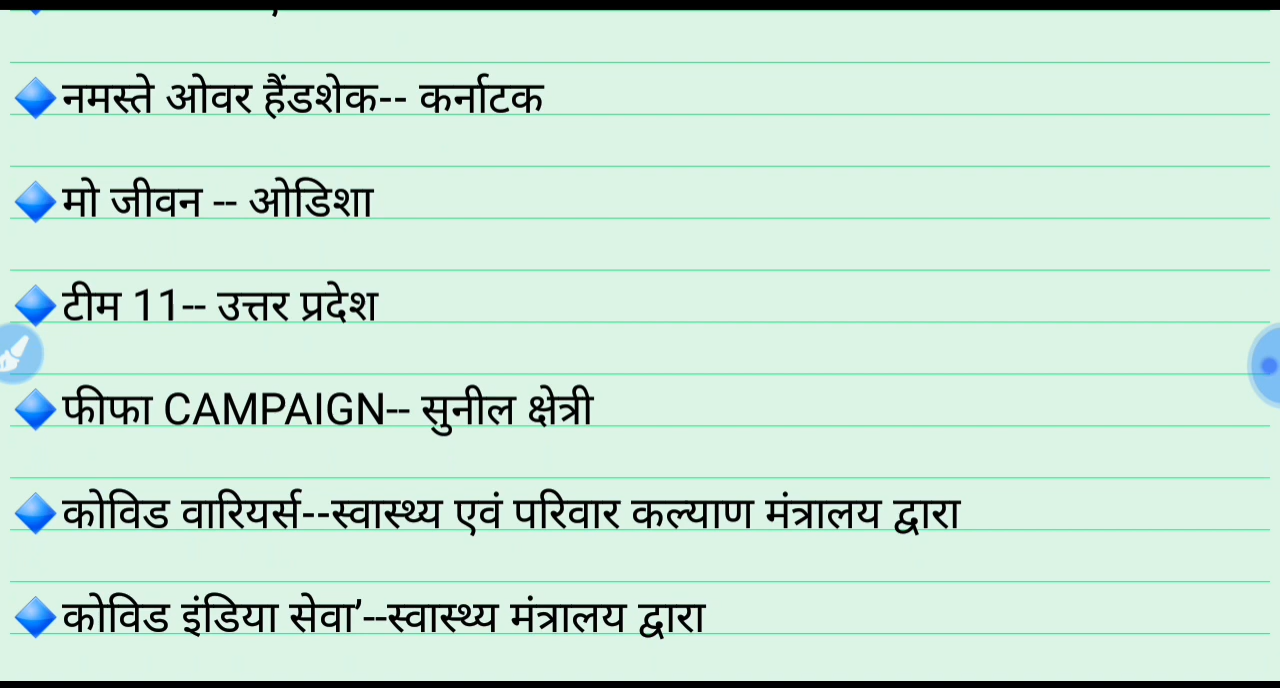 🔷नमस्ते ओवर हैंडशेक-- कर्नाटक
🔷मो जीवन -- ओडिशा
🔷टीम 11-- उत्तर प्रदेश
🔷फीफा CAMPAIGN-- सुनील क्षेत्री
🔷कोविड वारियर्स--स्वास्थ्य एवं परिवार कल्याण मंत्रालय द्वारा
🔷कोविड इंडिया सेवा’--स्वास्थ्य मंत्रालय द्वारा